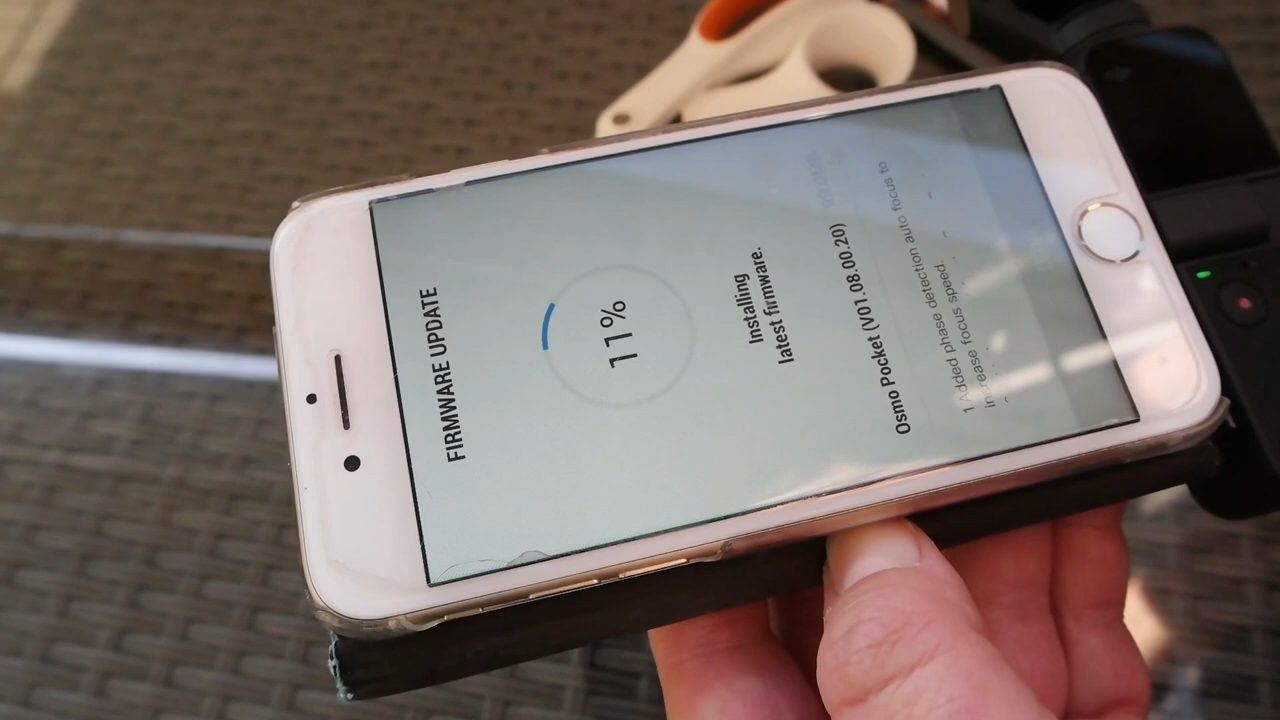 FIRMWARE UPDATE
11%
Installing
latest firmware.
Osmo Pocket (V01.08.00.20)
1.Added phase detection auto focus to
increase focus speed.